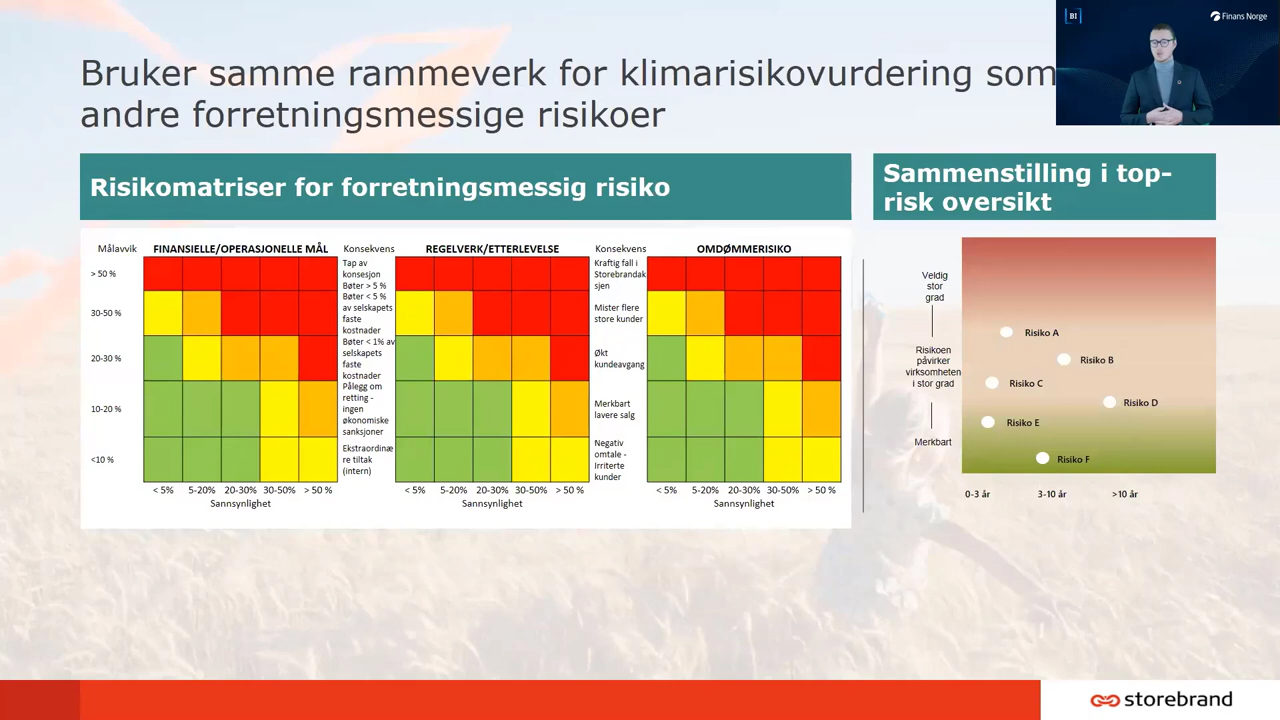 BI
Finans Norge
Bruker samme rammeverk for klimarisikovurdering som
andre forretningsmessige risikoer
Risikomatriser for forretningsmessig risiko
Målavvik
FINANSIELLE/OPERASJONELLE MÅL
> 50 %
30-50 %
20-30 %
10-20 %
<10 %
< 5%
5-20%
20-30%
30-50%
> 50 %
Sannsynlighet
Konsekvens
REGELVERK/ETTERLEVELSE
Tap av
konsesjon
Bøter > 5 %
Bøter < 5 %
av selskapets
faste
kostnader
Bøter < 1% av
selskapets
faste
kostnader
Pålegg om
retting -
ingen
økonomiske
sanksjoner
Ekstraordinæ
re tiltak
(intern)
< 5%
5-20%
20-30%
30-50%
> 50 %
Sannsynlighet
Konsekvens
OMDØMMERISIKO
Kraftig fall i
Storebrandak
sjen
Mister flere
store kunder
Økt
kundeavgang
Merkbart
lavere salg
Negativ
omtale -
Irriterte
kunder
< 5%
5-20%
20-30%
30-50%
> 50 %
Sannsynlighet
Sammenstilling i top-
risk oversikt
Veldig
stor
grad
Risikoen
påvirker
virksomheten
i stor grad
Merkbart
Risiko A
Risiko B
Risiko C
Risiko D
Risiko E
Risiko F
0-3 år
3-10 år
>10 år
storebrand